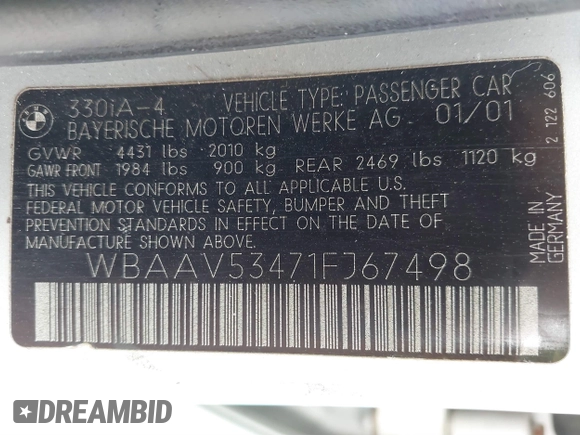 BMW
330iA-4 VEHICLE TYPE: PASSENGER CAR
BAYERISCHE MOTOREN WERKE AG 01/01
GVWR 4431 lbs 2010 kg
GAWR FRONT 1984 lbs 900 kg REAR 2469 lbs 1120 kg
THIS VEHICLE CONFORMS TO ALL APPLICABLE U.S.
FEDERAL MOTOR VEHICLE SAFETY, BUMPER AND THEFT
PREVENTION STANDARDS IN EFFECT ON THE DATE OF
MANUFACTURE SHOWN ABOVE.
WBAAV53471FJ67498
MADE IN
GERMANY
2 122 606
DREAMBID